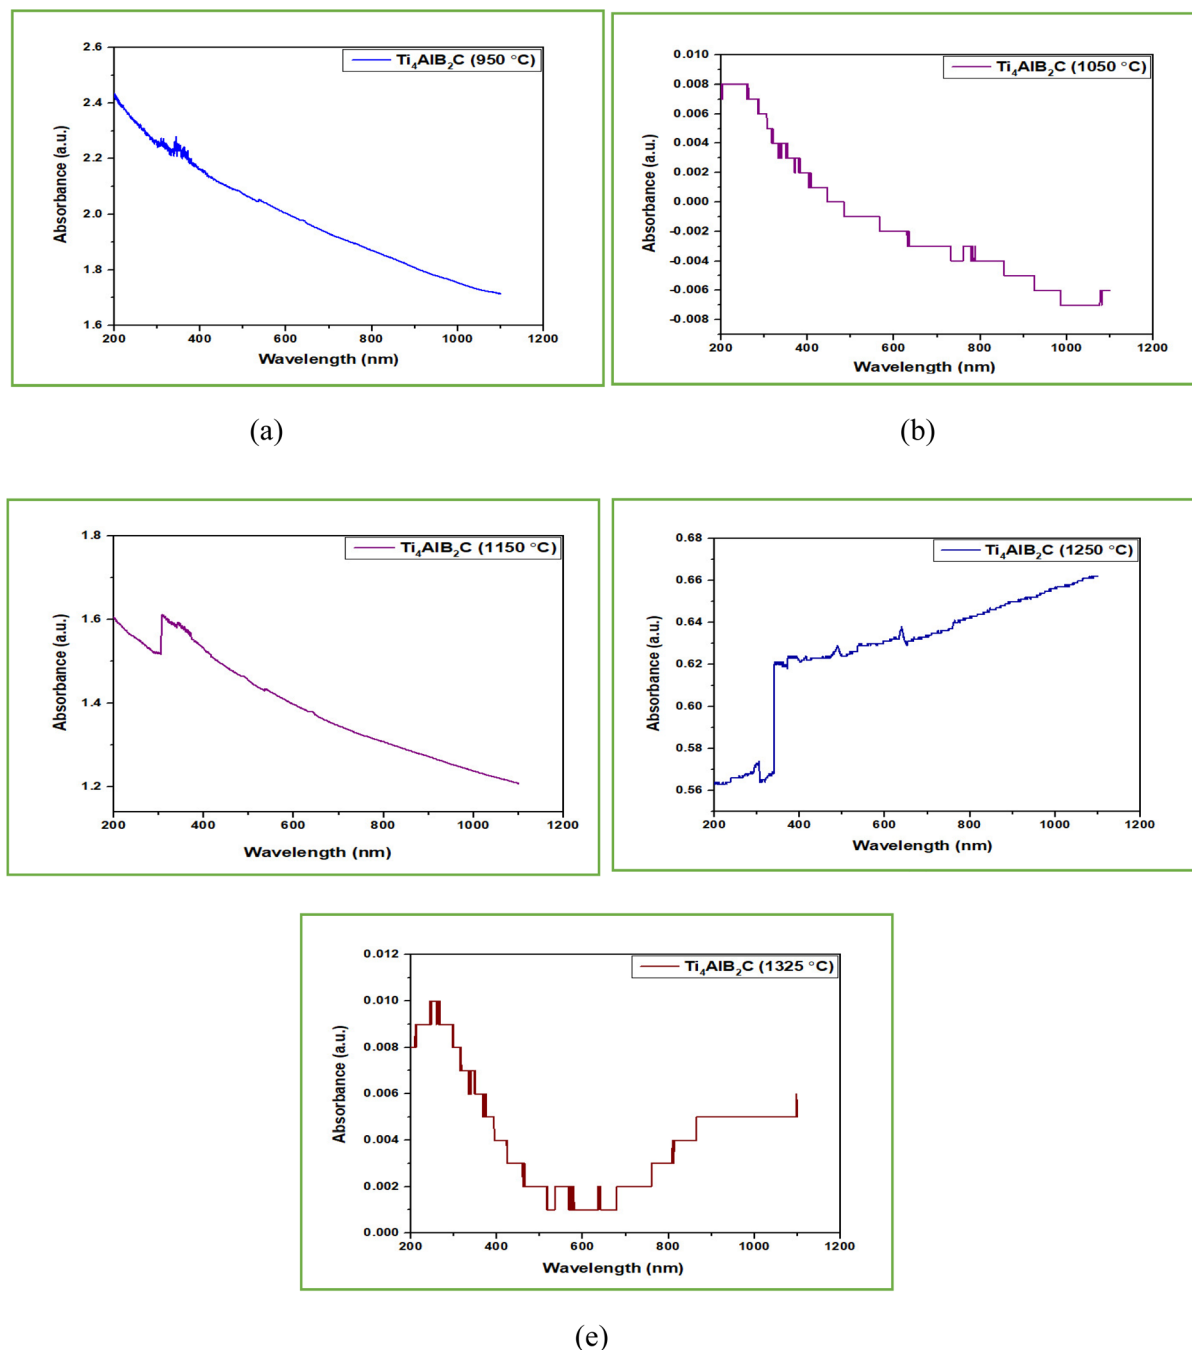 Ti₄AlB₂C (950 °C)
2.6
2.4
2.2
2.0
1.8
1.6
Absorbance (a.u.)
200 400 600 800 1000 1200
Wavelength (nm)
(a)
Ti₄AlB₂C (1050 °C)
0.010
0.008
0.006
0.004
0.002
0.000
-0.002
-0.004
-0.006
-0.008
Absorbance (a.u.)
200 300 400 600 800 1000 1200
Wavelength (nm)
(b)
Ti₄AlB₂C (1150 °C)
1.8
1.6
1.4
1.2
Absorbance (a.u.)
200 400 600 800 1000 1200
Wavelength (nm)
Ti₄AlB₂C (1250 °C)
0.68
0.66
0.64
0.62
0.60
0.58
0.56
Absorbance (a.u.)
200 400 600 800 1000 1200
Wavelength (nm)
Ti₄AlB₂C (1325 °C)
0.012
0.010
0.008
0.006
0.004
0.002
0.000
Absorbance (a.u.)
200 400 600 800 1000 1200
Wavelength (nm)
(e)